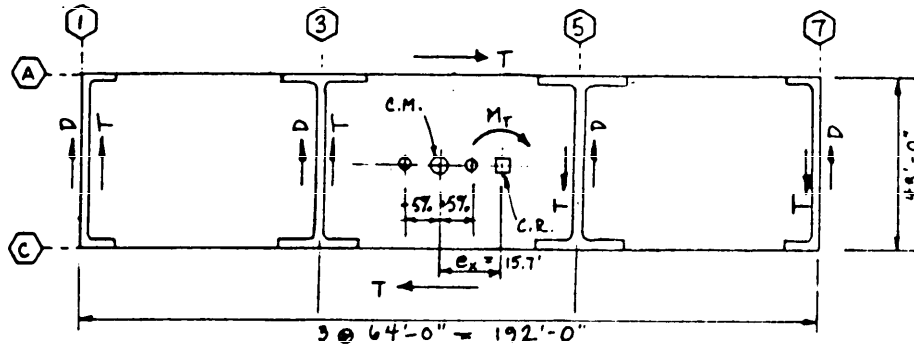 1 3 5 7
A
T
C.M.
M_T
D T D T D D
T T
5% 5%
C.R.
48'-0"
C
e_x = 15.7'
T
3 @ 64'-0" = 192'-0"